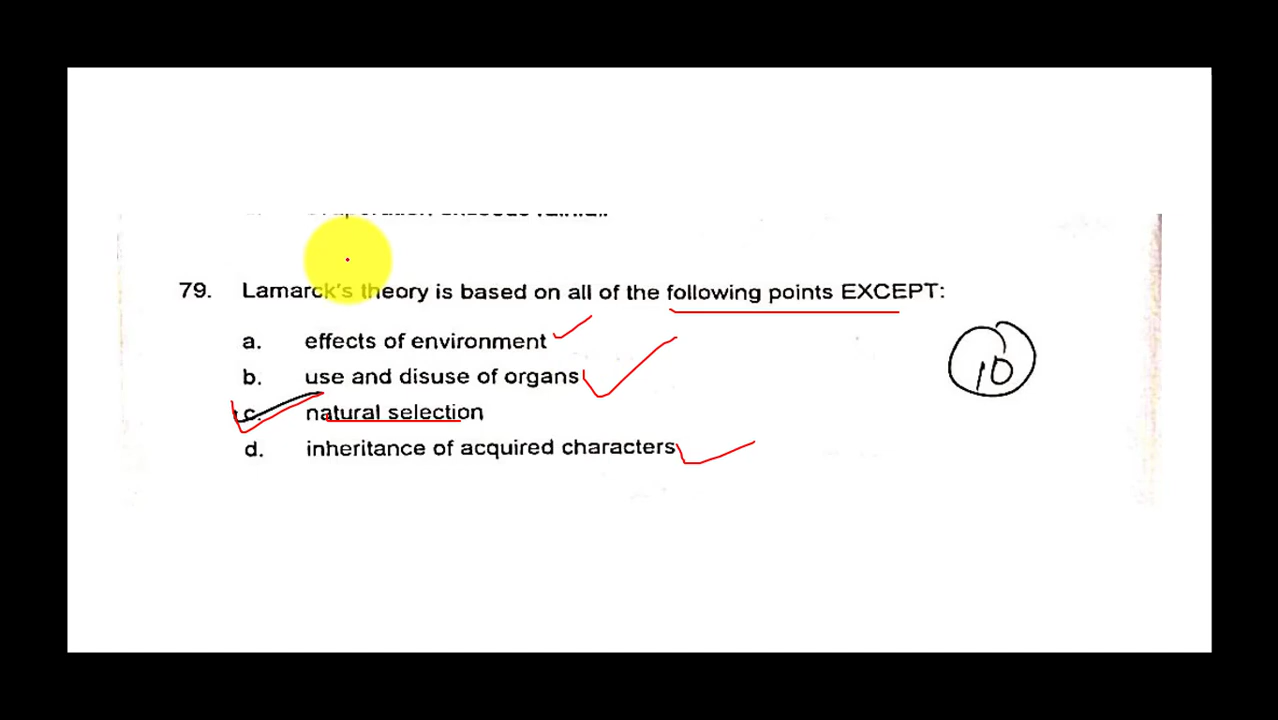 79. Lamarck's theory is based on all of the following points EXCEPT:
a. effects of environment
b. use and disuse of organs
c. natural selection
d. inheritance of acquired characters
10